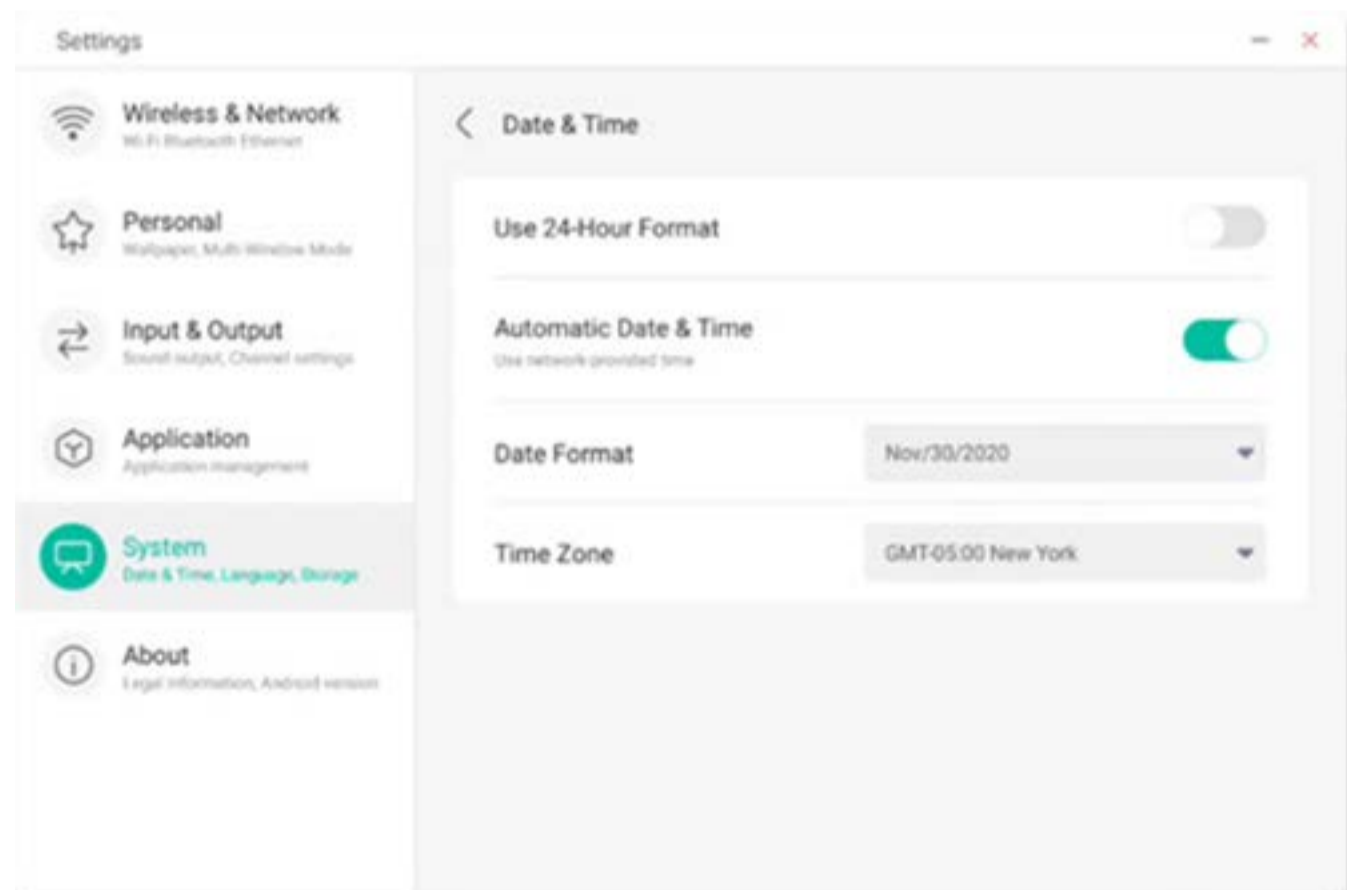 Settings
Wireless & Network
Wi-Fi Bluetooth Ethernet
Personal
Wallpaper, Multi-Window Mode
Input & Output
Sound output, Channel settings
Application
Application management
System
Date & Time, Language, Storage
About
Legal information, Android version
Date & Time
Use 24-Hour Format
Automatic Date & Time
Use network provided time
Date Format
Nov/30/2020
Time Zone
GMT-05:00 New York